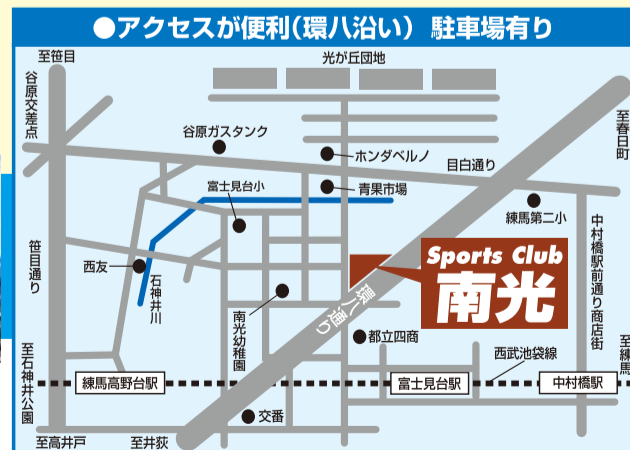 ●アクセスが便利（環八沿い） 駐車場有り
至笹目
光が丘団地
谷原交差点
至春日町
谷原ガスタンク
ホンダベルノ
目白通り
富士見台小
青果市場
練馬第二小
笹目通り
西友
石神井川
中村橋駅前通り商店街
Sports Club
南光
環八通り
南光幼稚園
都立四商
至石神井公園
西武池袋線
至練馬
練馬高野台駅
富士見台駅
中村橋駅
交番
至高井戸
至井荻